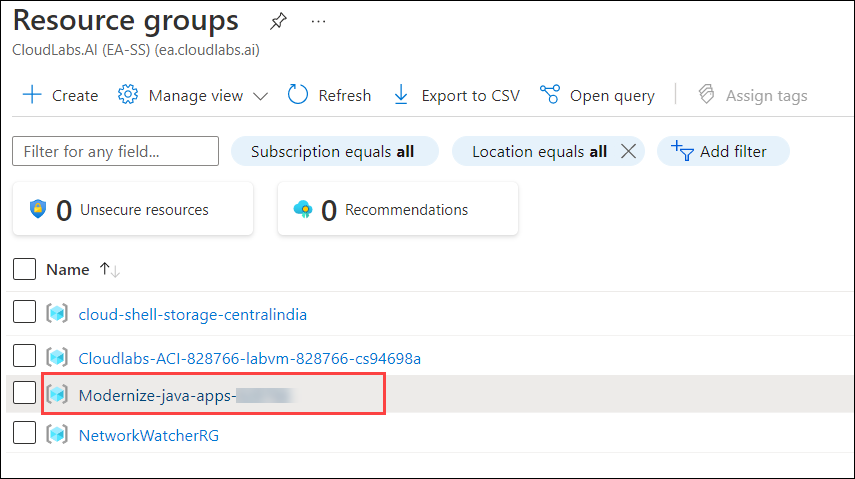 Resource groups
CloudLabs.AI (EA-SS) (ea.cloudlabs.ai)
Create Manage view Refresh Export to CSV Open query Assign tags
Filter for any field... Subscription equals all Location equals all Add filter
0 Unsecure resources 0 Recommendations
Name
cloud-shell-storage-centralindia
Cloudlabs-ACI-828766-labvm-828766-cs94698a
Modernize-java-apps-
NetworkWatcherRG